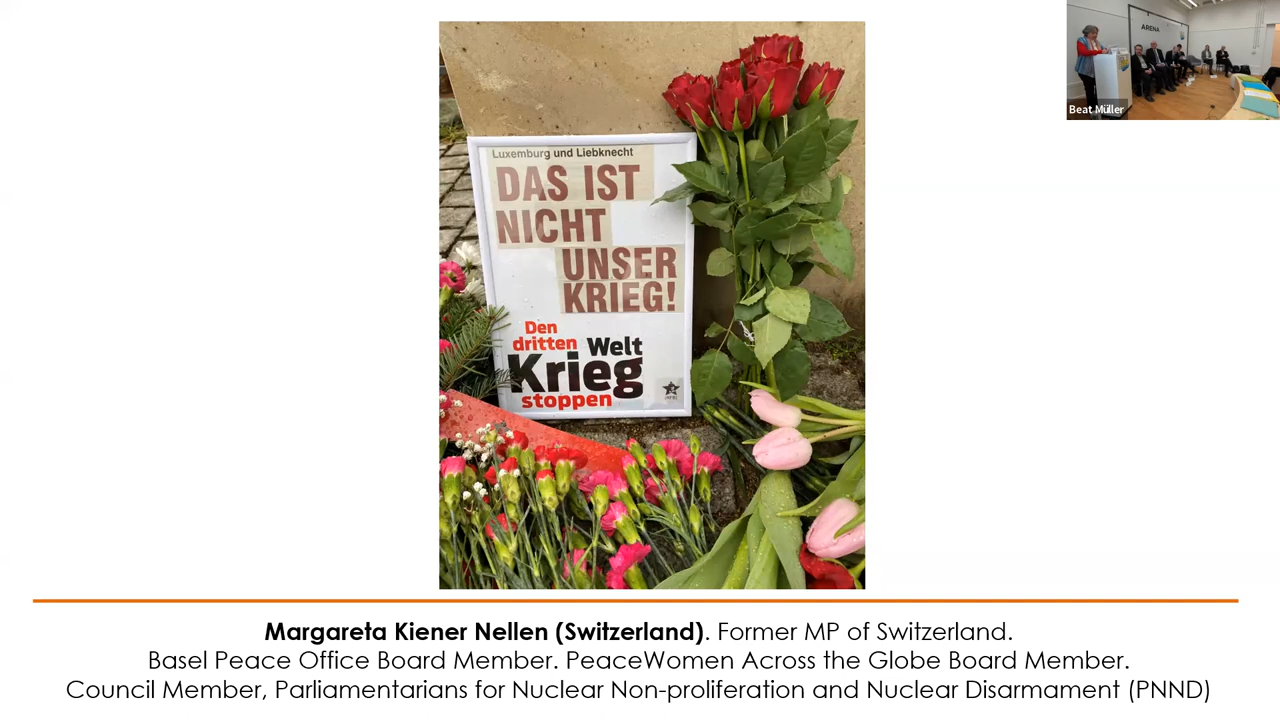 ARENA
Beat Müller
Luxemburg und Liebknecht
DAS IST
NICHT
UNSER
KRIEG!
Den
dritten Welt
Krieg
stoppen
Margareta Kiener Nellen (Switzerland). Former MP of Switzerland.
Basel Peace Office Board Member. PeaceWomen Across the Globe Board Member.
Council Member, Parliamentarians for Nuclear Non-proliferation and Nuclear Disarmament (PNND)